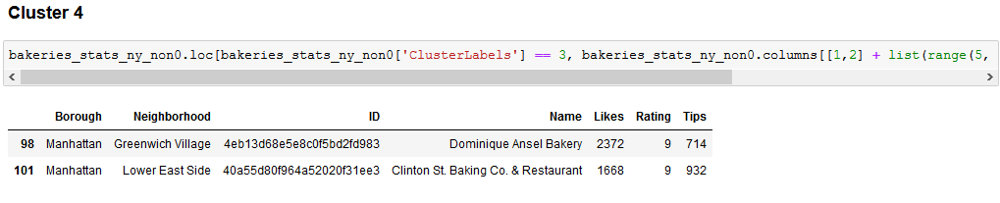 Cluster 4
bakeries_stats_ny_non0.loc[bakeries_stats_ny_non0['ClusterLabels'] == 3, bakeries_stats_ny_non0.columns[[1,2] + list(range(5,
Borough Neighborhood ID Name Likes Rating Tips
98 Manhattan Greenwich Village 4eb13d68e5e8c0f5bd2fd983 Dominique Ansel Bakery 2372 9 714
101 Manhattan Lower East Side 40a55d80f964a52020f31ee3 Clinton St. Baking Co. & Restaurant 1668 9 932